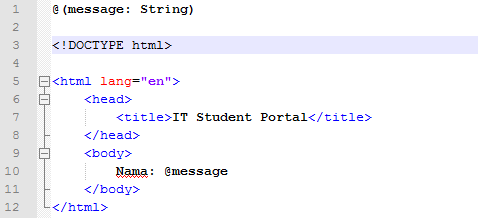 1 @(message: String)
2
3 <!DOCTYPE html>
4
5 <html lang="en">
6 <head>
7 <title>IT Student Portal</title>
8 </head>
9 <body>
10 Nama: @message
11 </body>
12 </html>